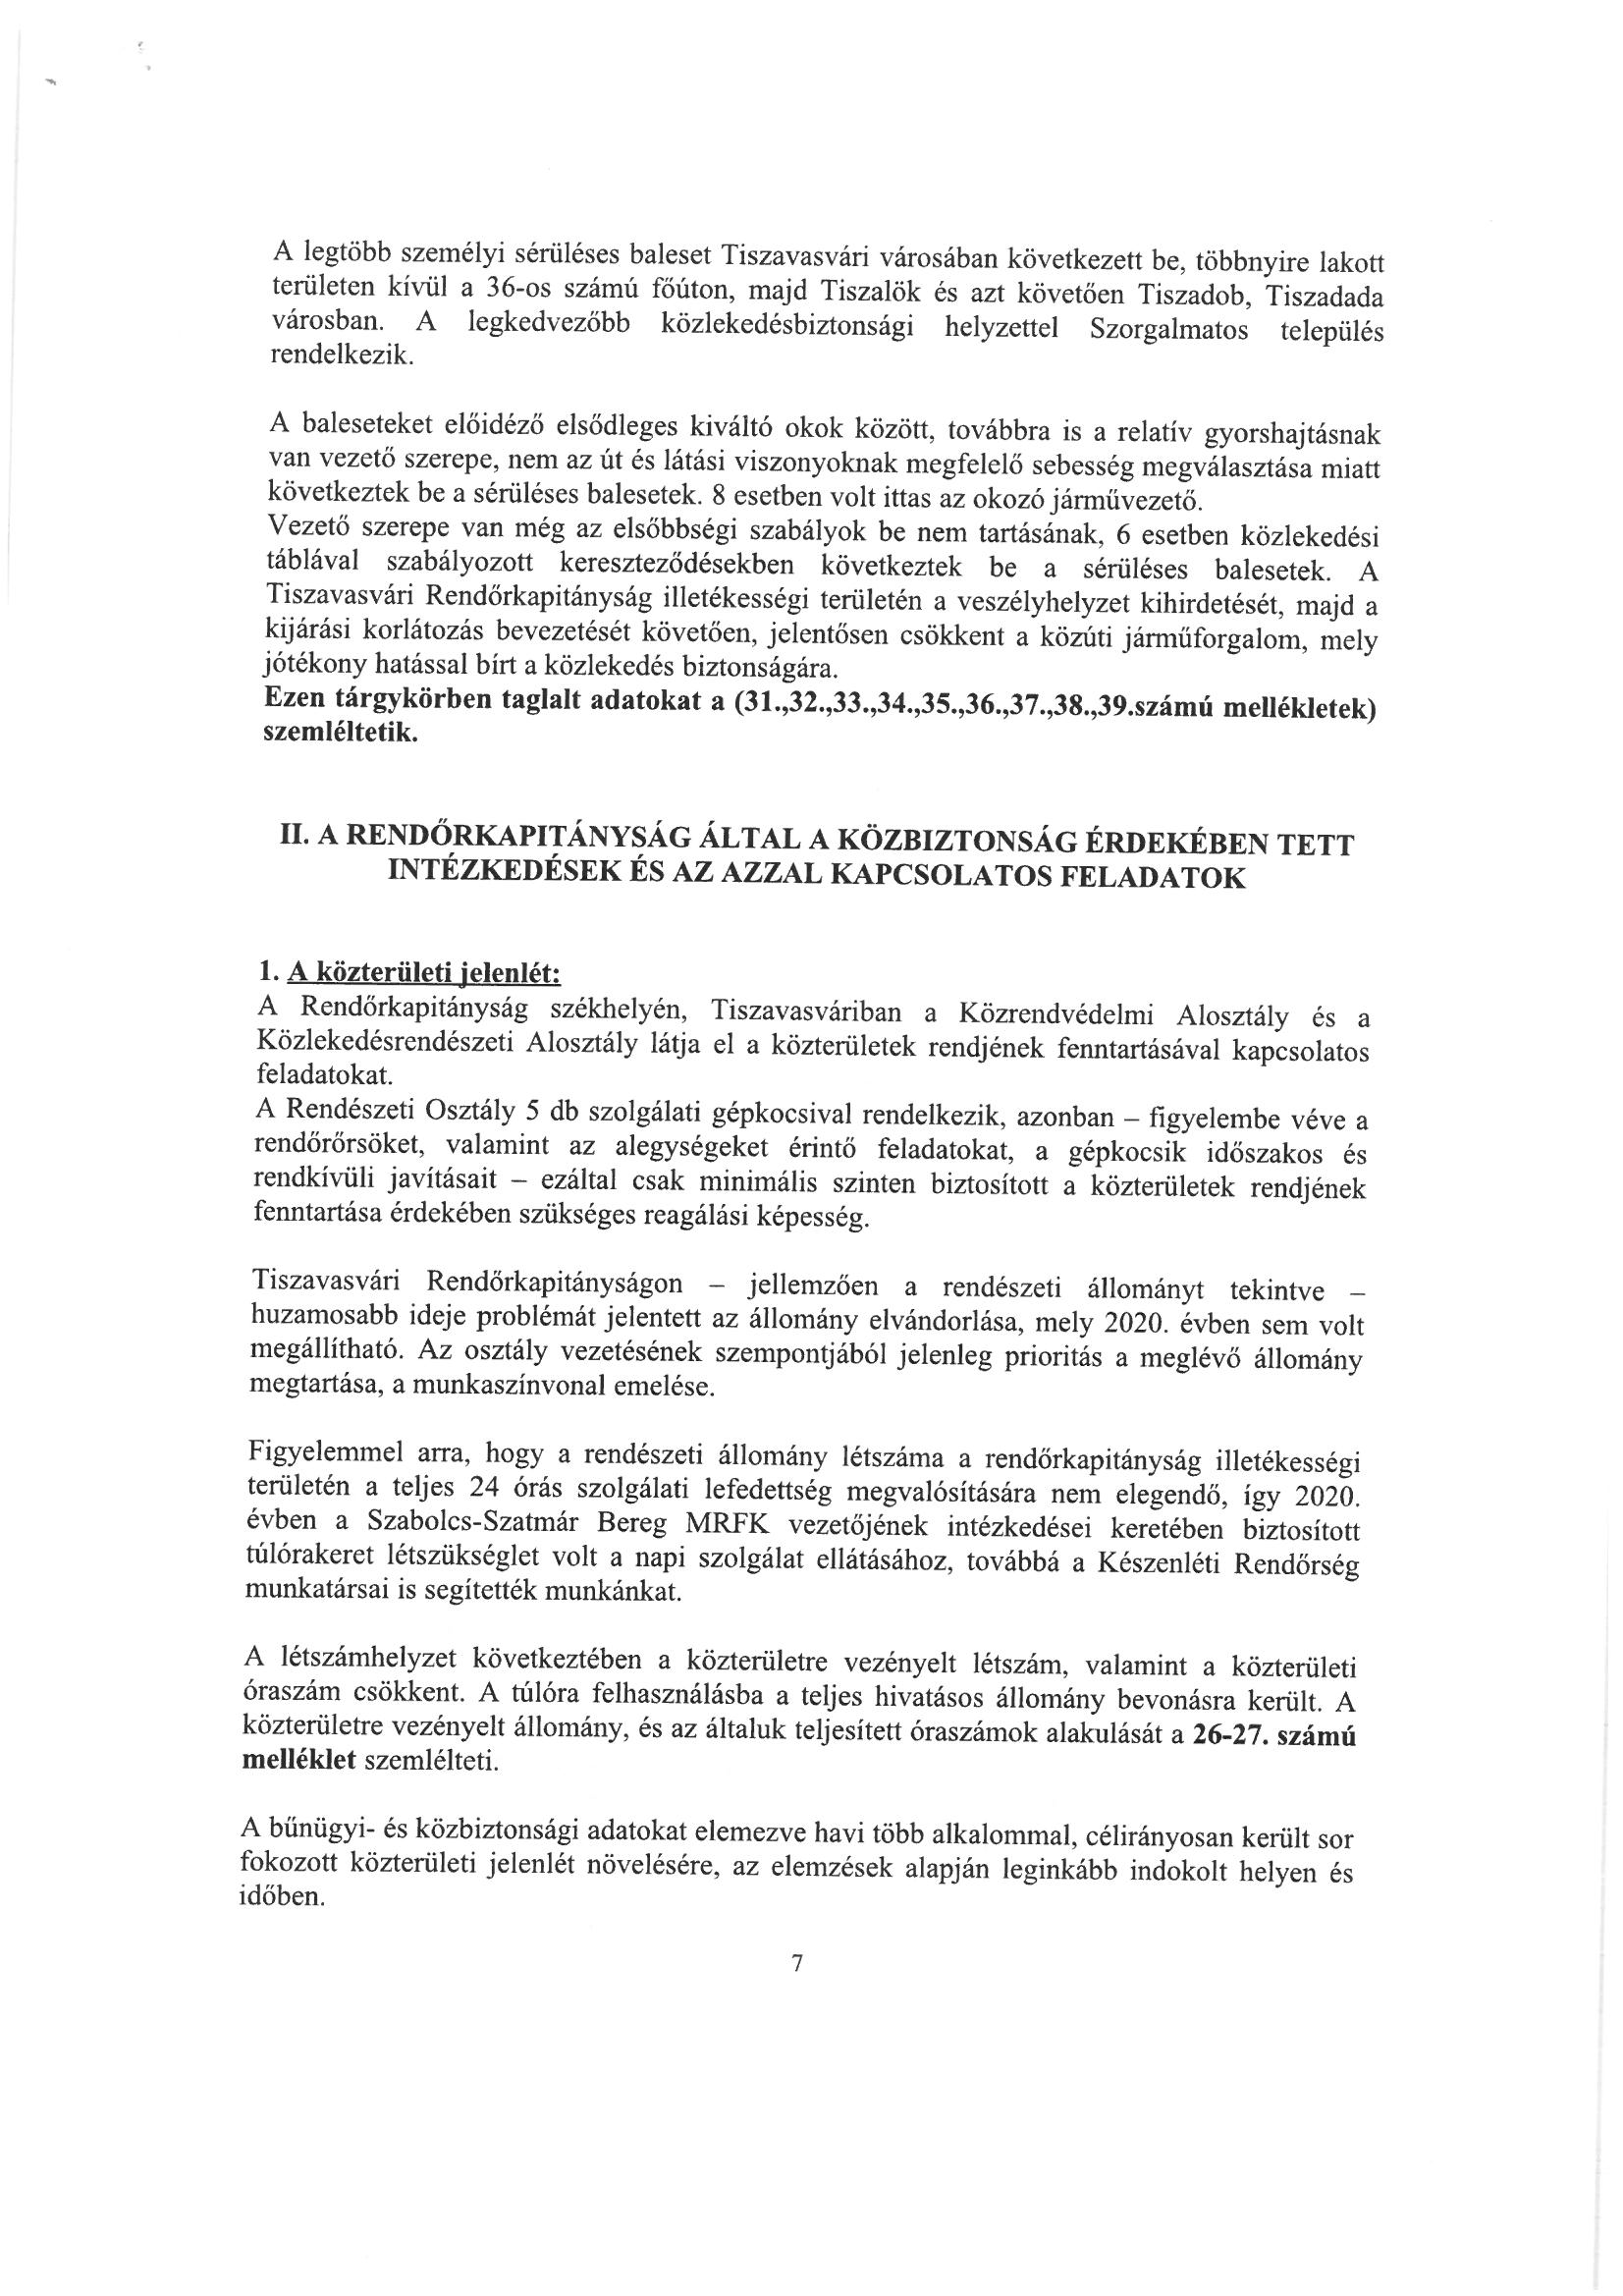 A legtöbb személyi sérüléses baleset Tiszavasvári városában következett be, többnyire lakott
területen kívül a 36-os számú főúton, majd Tiszalök és azt követően Tiszadob, Tiszadada
városban. A legkedvezőbb közlekedésbiztonsági helyzettel Szorgalmatos település
rendelkezik.
A baleseteket előidéző elsődleges kiváltó okok között, továbbra is a relatív gyorshajtásnak
van vezető szerepe, nem az út és látási viszonyoknak megfelelő sebesség megválasztása miatt
következtek be a sérüléses balesetek. 8 esetben volt ittas az okozó járművezető.
Vezető szerepe van még az elsőbbségi szabályok be nem tartásának, 6 esetben közlekedési
táblával szabályozott kereszteződésekben következtek be a sérüléses balesetek. A
Tiszavasvári Rendőrkapitányság illetékességi területén a veszélyhelyzet kihirdetését, majd a
kijárási korlátozás bevezetését követően, jelentősen csökkent a közúti járműforgalom, mely
jótékony hatással bírt a közlekedés biztonságára.
Ezen tárgykörben taglalt adatokat a (31.,32.,33.,34.,35.,36.,37.,38.,39.számú mellékletek)
szemléltetik.
II. A RENDŐRKAPITÁNYSÁG ÁLTAL A KÖZBIZTONSÁG ÉRDEKÉBEN TETT
INTÉZKEDÉSEK ÉS AZ AZZAL KAPCSOLATOS FELADATOK
1. A közterületi jelenlét:
A Rendőrkapitányság székhelyén, Tiszavasváriban a Közrendvédelmi Alosztály és a
Közlekedésrendészeti Alosztály látja el a közterületek rendjének fenntartásával kapcsolatos
feladatokat.
A Rendészeti Osztály 5 db szolgálati gépkocsival rendelkezik, azonban – figyelembe véve a
rendőrőrsöket, valamint az alegységeket érintő feladatokat, a gépkocsik időszakos és
rendkívüli javításait – ezáltal csak minimális szinten biztosított a közterületek rendjének
fenntartása érdekében szükséges reagálási képesség.
Tiszavasvári Rendőrkapitányságon – jellemzően a rendészeti állományt tekintve –
huzamosabb ideje problémát jelentett az állomány elvándorlása, mely 2020. évben sem volt
megállítható. Az osztály vezetésének szempontjából jelenleg prioritás a meglévő állomány
megtartása, a munkaszínvonal emelése.
Figyelemmel arra, hogy a rendészeti állomány létszáma a rendőrkapitányság illetékességi
területén a teljes 24 órás szolgálati lefedettség megvalósítására nem elegendő, így 2020.
évben a Szabolcs-Szatmár Bereg MRFK vezetőjének intézkedései keretében biztosított
túlórakeret létszükséglet volt a napi szolgálat ellátásához, továbbá a Készenléti Rendőrség
munkatársai is segítették munkánkat.
A létszámhelyzet következtében a közterületre vezényelt létszám, valamint a közterületi
óraszám csökkent. A túlóra felhasználásba a teljes hivatásos állomány bevonásra került. A
közterületre vezényelt állomány, és az általuk teljesített óraszámok alakulását a 26-27. számú
melléklet szemlélteti.
A bűnügyi- és közbiztonsági adatokat elemezve havi több alkalommal, célirányosan került sor
fokozott közterületi jelenlét növelésére, az elemzések alapján leginkább indokolt helyen és
időben.
7